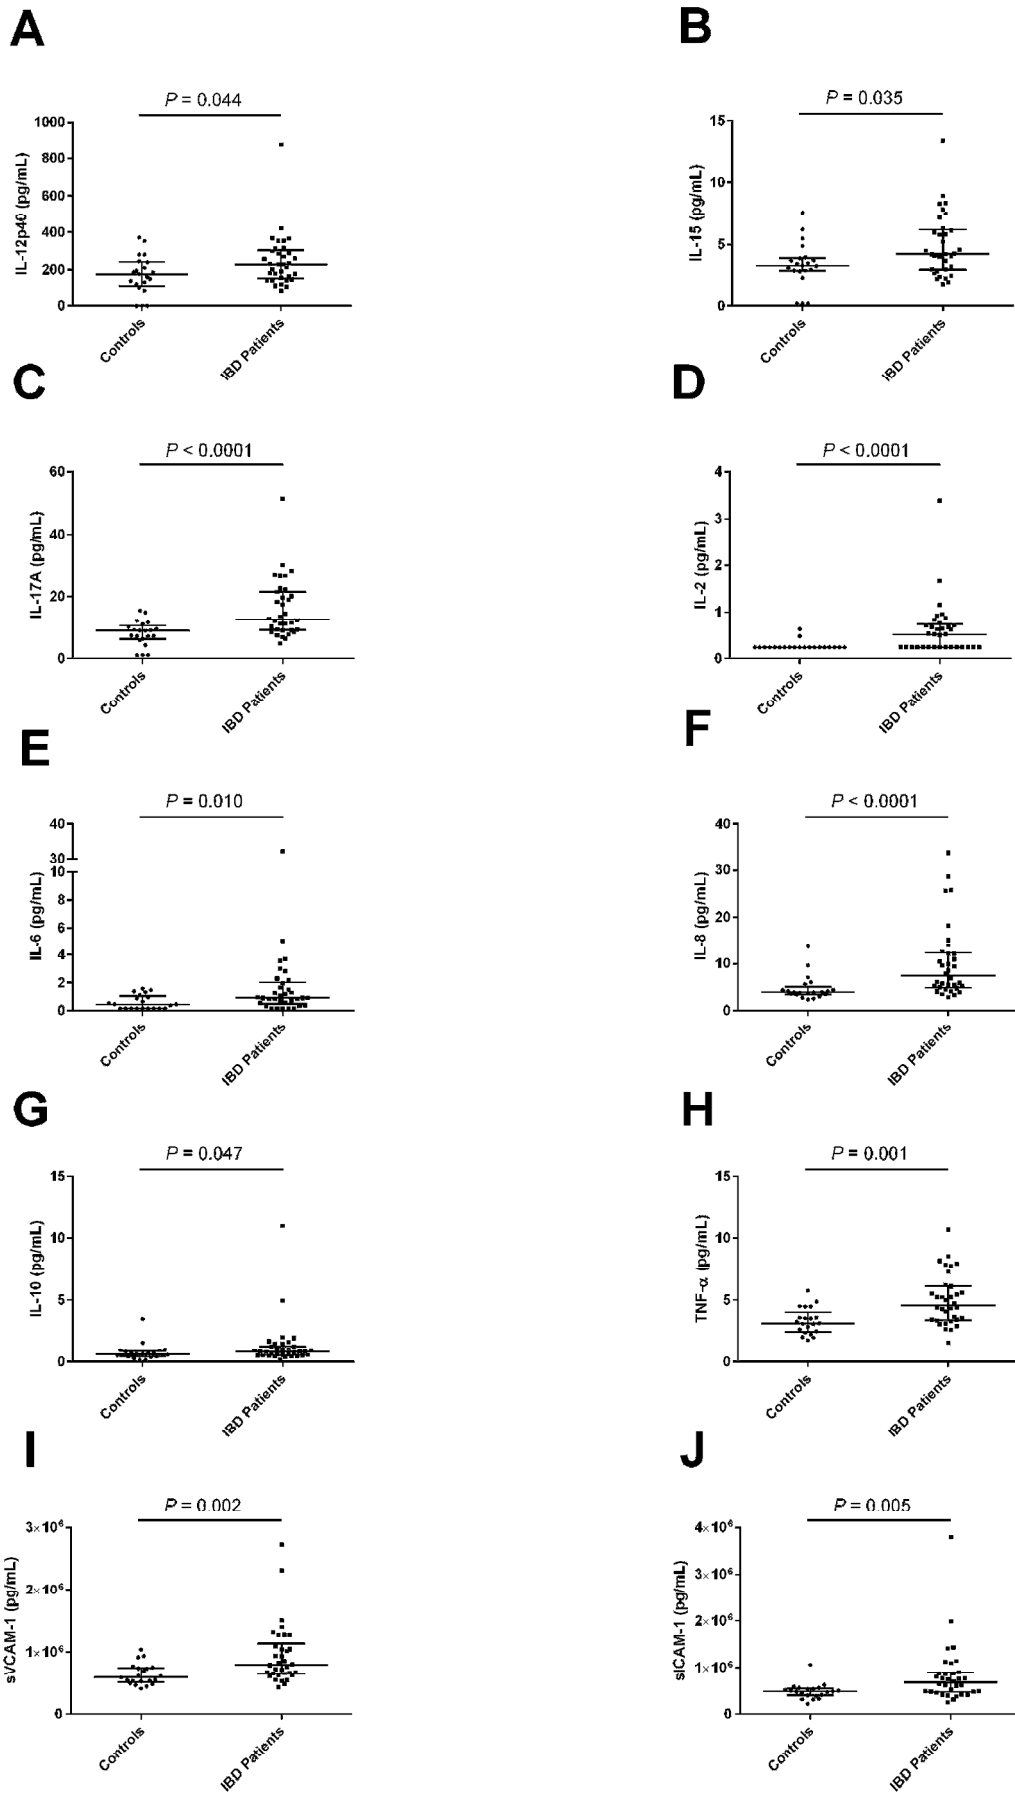 A
P = 0.044
IL-12p40 (pg/mL)
1000
800
600
400
200
0
Controls
IBD Patients
B
P = 0.035
IL-15 (pg/mL)
15
10
5
0
Controls
IBD Patients
C
P < 0.0001
IL-17A (pg/mL)
60
40
20
0
Controls
IBD Patients
D
P < 0.0001
IL-2 (pg/mL)
4
3
2
1
0
Controls
IBD Patients
E
P = 0.010
IL-6 (pg/mL)
40
30
10
8
6
4
2
0
Controls
IBD Patients
F
P < 0.0001
IL-8 (pg/mL)
40
30
20
10
0
Controls
IBD Patients
G
P = 0.047
IL-10 (pg/mL)
15
10
5
0
Controls
IBD Patients
H
P = 0.001
TNF-α (pg/mL)
15
10
5
0
Controls
IBD Patients
I
P = 0.002
sVCAM-1 (pg/mL)
3×10⁶
2×10⁶
1×10⁶
0
Controls
IBD Patients
J
P = 0.005
sICAM-1 (pg/mL)
4×10⁶
3×10⁶
2×10⁶
1×10⁶
0
Controls
IBD Patients